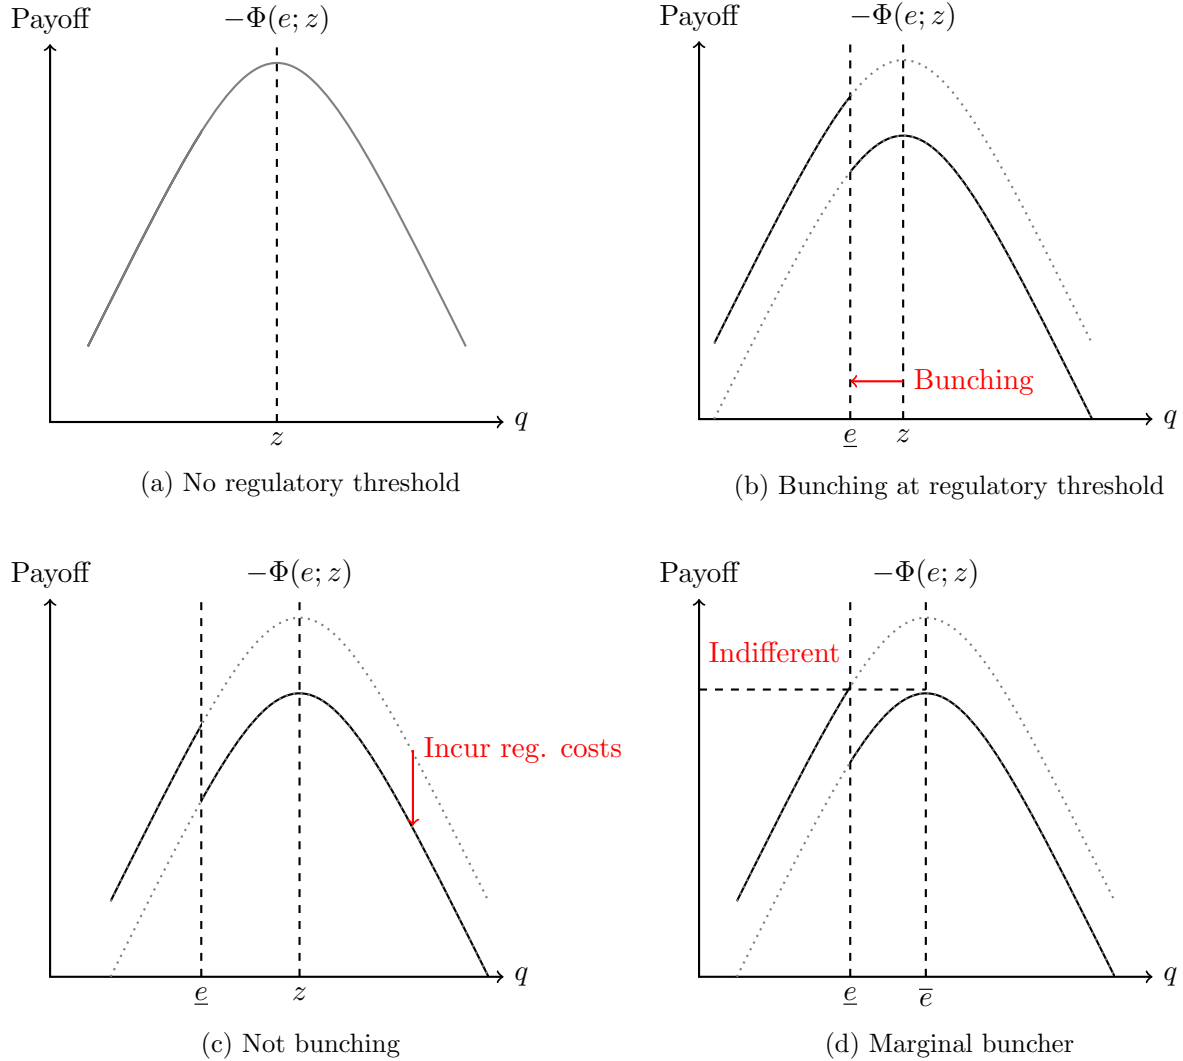 Payoff
−Φ(e; z)
q
z
(a) No regulatory threshold
Payoff
−Φ(e; z)
Bunching
q
e̲
z
(b) Bunching at regulatory threshold
Payoff
−Φ(e; z)
Incur reg. costs
q
e̲
z
(c) Not bunching
Payoff
−Φ(e; z)
Indifferent
q
e̲
e̅
(d) Marginal buncher